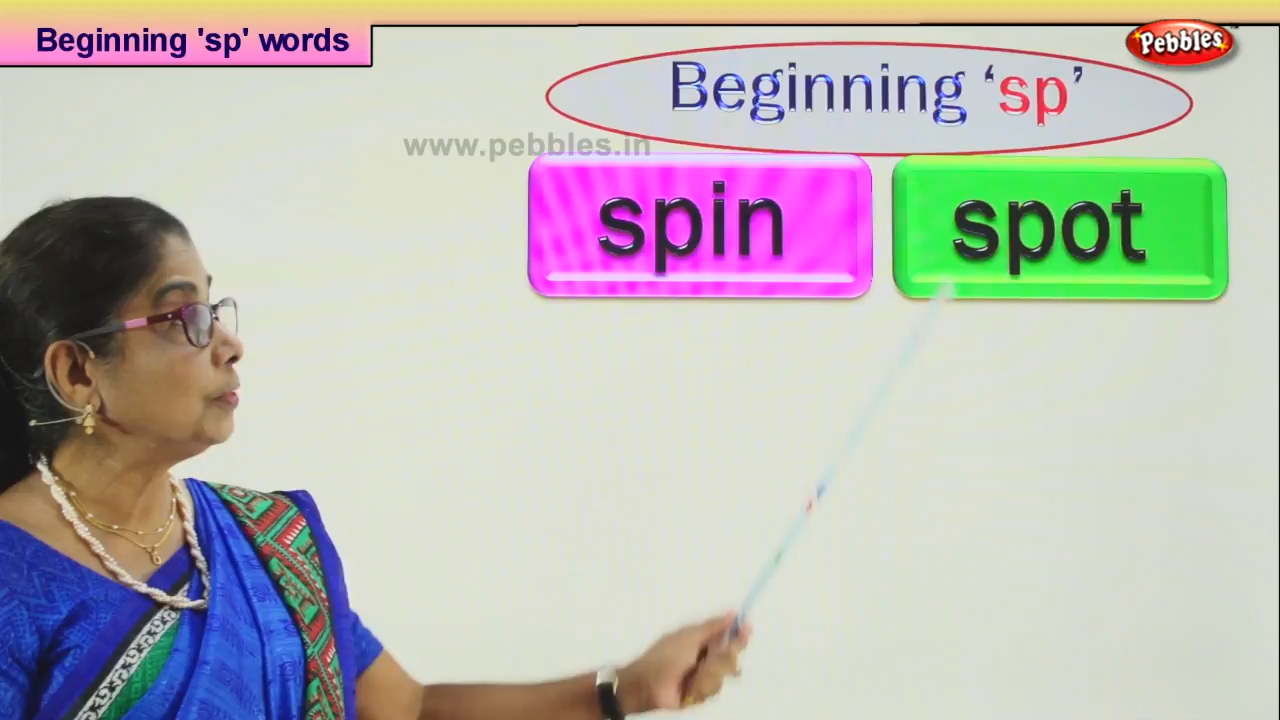 Beginning 'sp' words
Pebbles
Beginning ‘sp’
www.pebbles.in
spin
spot